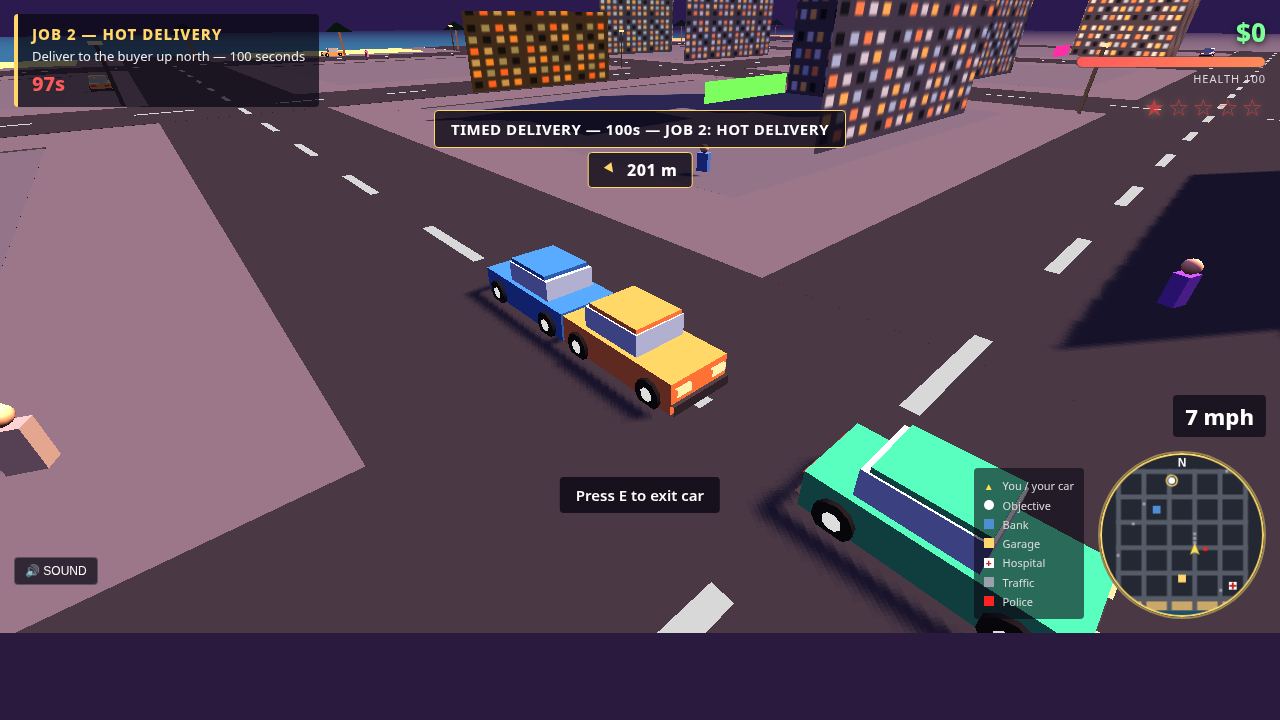 JOB 2 — HOT DELIVERY
Deliver to the buyer up north — 100 seconds
97s
$0
HEALTH 100
TIMED DELIVERY — 100s — JOB 2: HOT DELIVERY
201 m
7 mph
Press E to exit car
N
You / your car
Objective
Bank
Garage
Hospital
Traffic
Police
SOUND